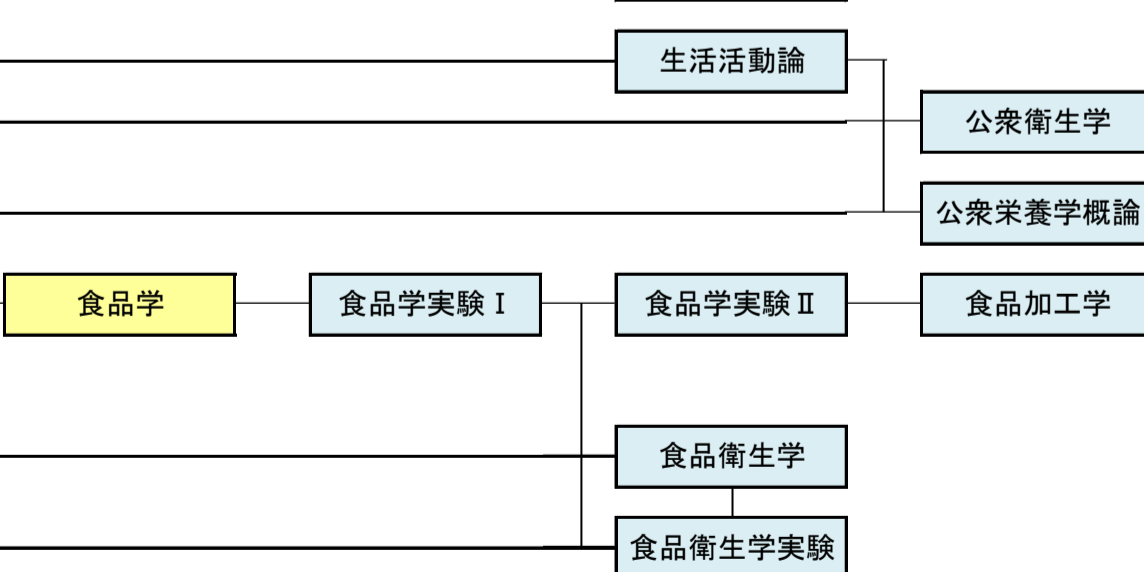 生活活動論
公衆衛生学
公衆栄養学概論
食品学
食品学実験Ⅰ
食品学実験Ⅱ
食品加工学
食品衛生学
食品衛生学実験